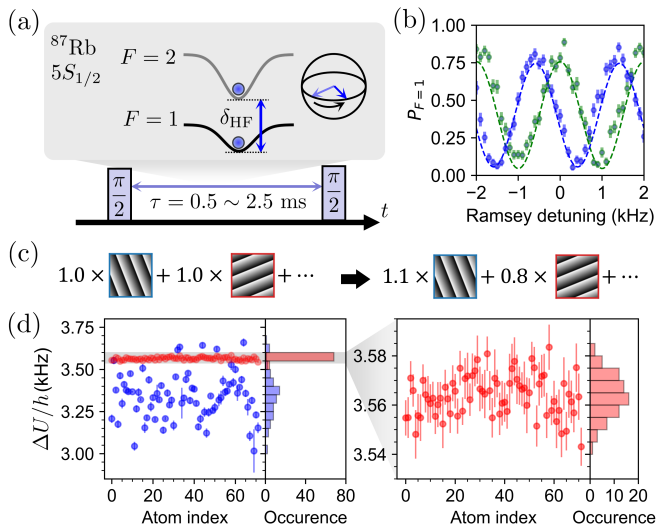 (a)
87Rb
5S1/2
F = 2
F = 1
δHF
π/2
τ = 0.5 ~ 2.5 ms
π/2
t
(b)
1.00
0.75
0.50
0.25
0.00
PF=1
−2 −1 0 1 2
Ramsey detuning (kHz)
(c)
1.0 × + 1.0 × + ··· 1.1 × + 0.8 × + ···
(d)
3.75
3.50
3.25
3.00
ΔU/h(kHz)
0 20 40 60
Atom index
0 40 80
Occurence
3.58
3.56
3.54
0 20 40 60
Atom index
0 10 20
Occurence